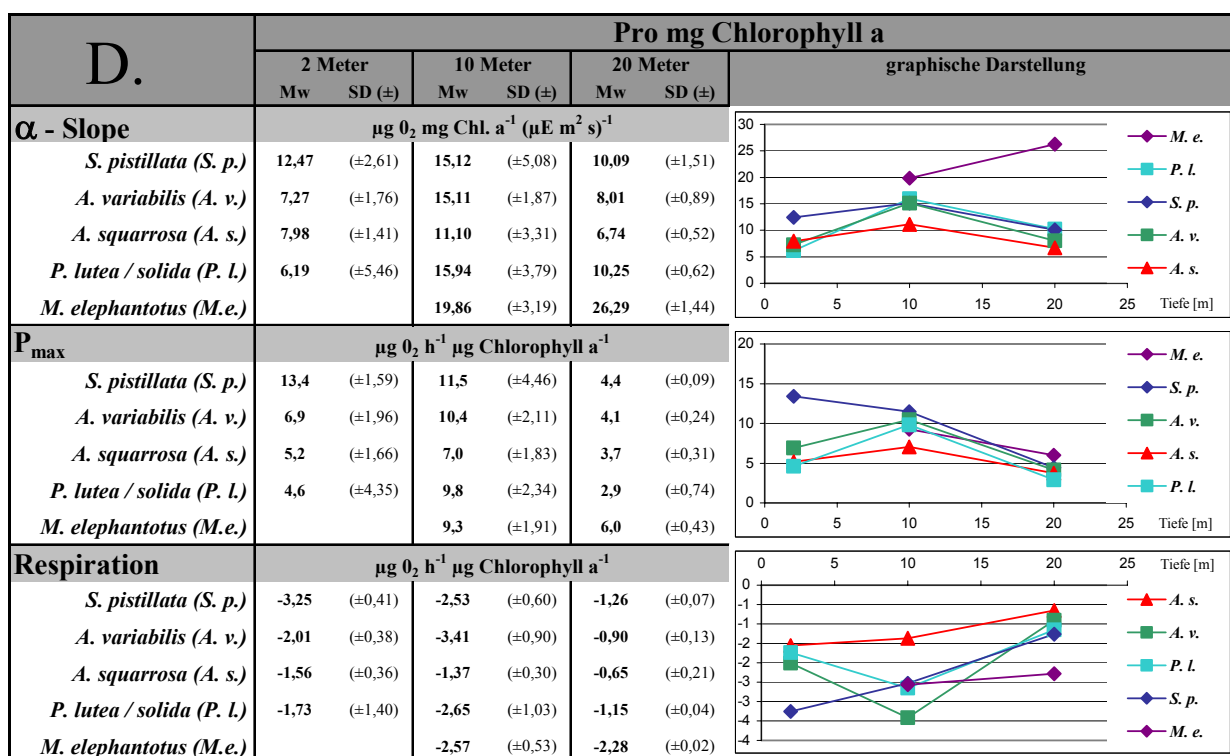 D.
Pro mg Chlorophyll a
2 Meter 10 Meter 20 Meter graphische Darstellung
Mw SD (±) Mw SD (±) Mw SD (±)
α - Slope µg 0₂ mg Chl. a⁻¹ (µE m² s)⁻¹
S. pistillata (S. p.) 12,47 (±2,61) 15,12 (±5,08) 10,09 (±1,51)
A. variabilis (A. v.) 7,27 (±1,76) 15,11 (±1,87) 8,01 (±0,89)
A. squarrosa (A. s.) 7,98 (±1,41) 11,10 (±3,31) 6,74 (±0,52)
P. lutea / solida (P. l.) 6,19 (±5,46) 15,94 (±3,79) 10,25 (±0,62)
M. elephantotus (M.e.) 19,86 (±3,19) 26,29 (±1,44)
30
25
20
15
10
5
0
0 5 10 15 20 25 Tiefe [m]
M. e.
P. l.
S. p.
A. v.
A. s.
Pmax µg 0₂ h⁻¹ µg Chlorophyll a⁻¹
S. pistillata (S. p.) 13,4 (±1,59) 11,5 (±4,46) 4,4 (±0,09)
A. variabilis (A. v.) 6,9 (±1,96) 10,4 (±2,11) 4,1 (±0,24)
A. squarrosa (A. s.) 5,2 (±1,66) 7,0 (±1,83) 3,7 (±0,31)
P. lutea / solida (P. l.) 4,6 (±4,35) 9,8 (±2,34) 2,9 (±0,74)
M. elephantotus (M.e.) 9,3 (±1,91) 6,0 (±0,43)
20
15
10
5
0
0 5 10 15 20 25 Tiefe [m]
M. e.
S. p.
A. v.
A. s.
P. l.
Respiration µg 0₂ h⁻¹ µg Chlorophyll a⁻¹
S. pistillata (S. p.) -3,25 (±0,41) -2,53 (±0,60) -1,26 (±0,07)
A. variabilis (A. v.) -2,01 (±0,38) -3,41 (±0,90) -0,90 (±0,13)
A. squarrosa (A. s.) -1,56 (±0,36) -1,37 (±0,30) -0,65 (±0,21)
P. lutea / solida (P. l.) -1,73 (±1,40) -2,65 (±1,03) -1,15 (±0,04)
M. elephantotus (M.e.) -2,57 (±0,53) -2,28 (±0,02)
0 5 10 15 20 25 Tiefe [m]
0
-1
-1
-2
-2
-3
-3
-4
-4
A. s.
A. v.
P. l.
S. p.
M. e.